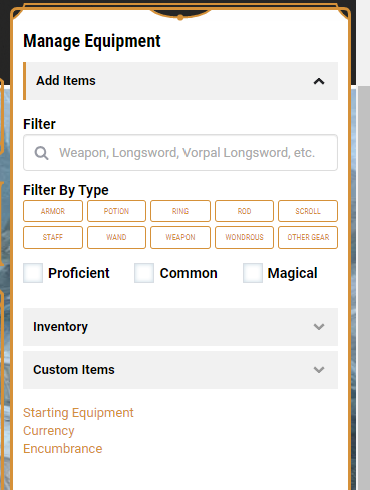 Manage Equipment
Add Items
Filter
Weapon, Longsword, Vorpal Longsword, etc.
Filter By Type
ARMOR POTION RING ROD SCROLL
STAFF WAND WEAPON WONDROUS OTHER GEAR
Proficient Common Magical
Inventory
Custom Items
Starting Equipment
Currency
Encumbrance